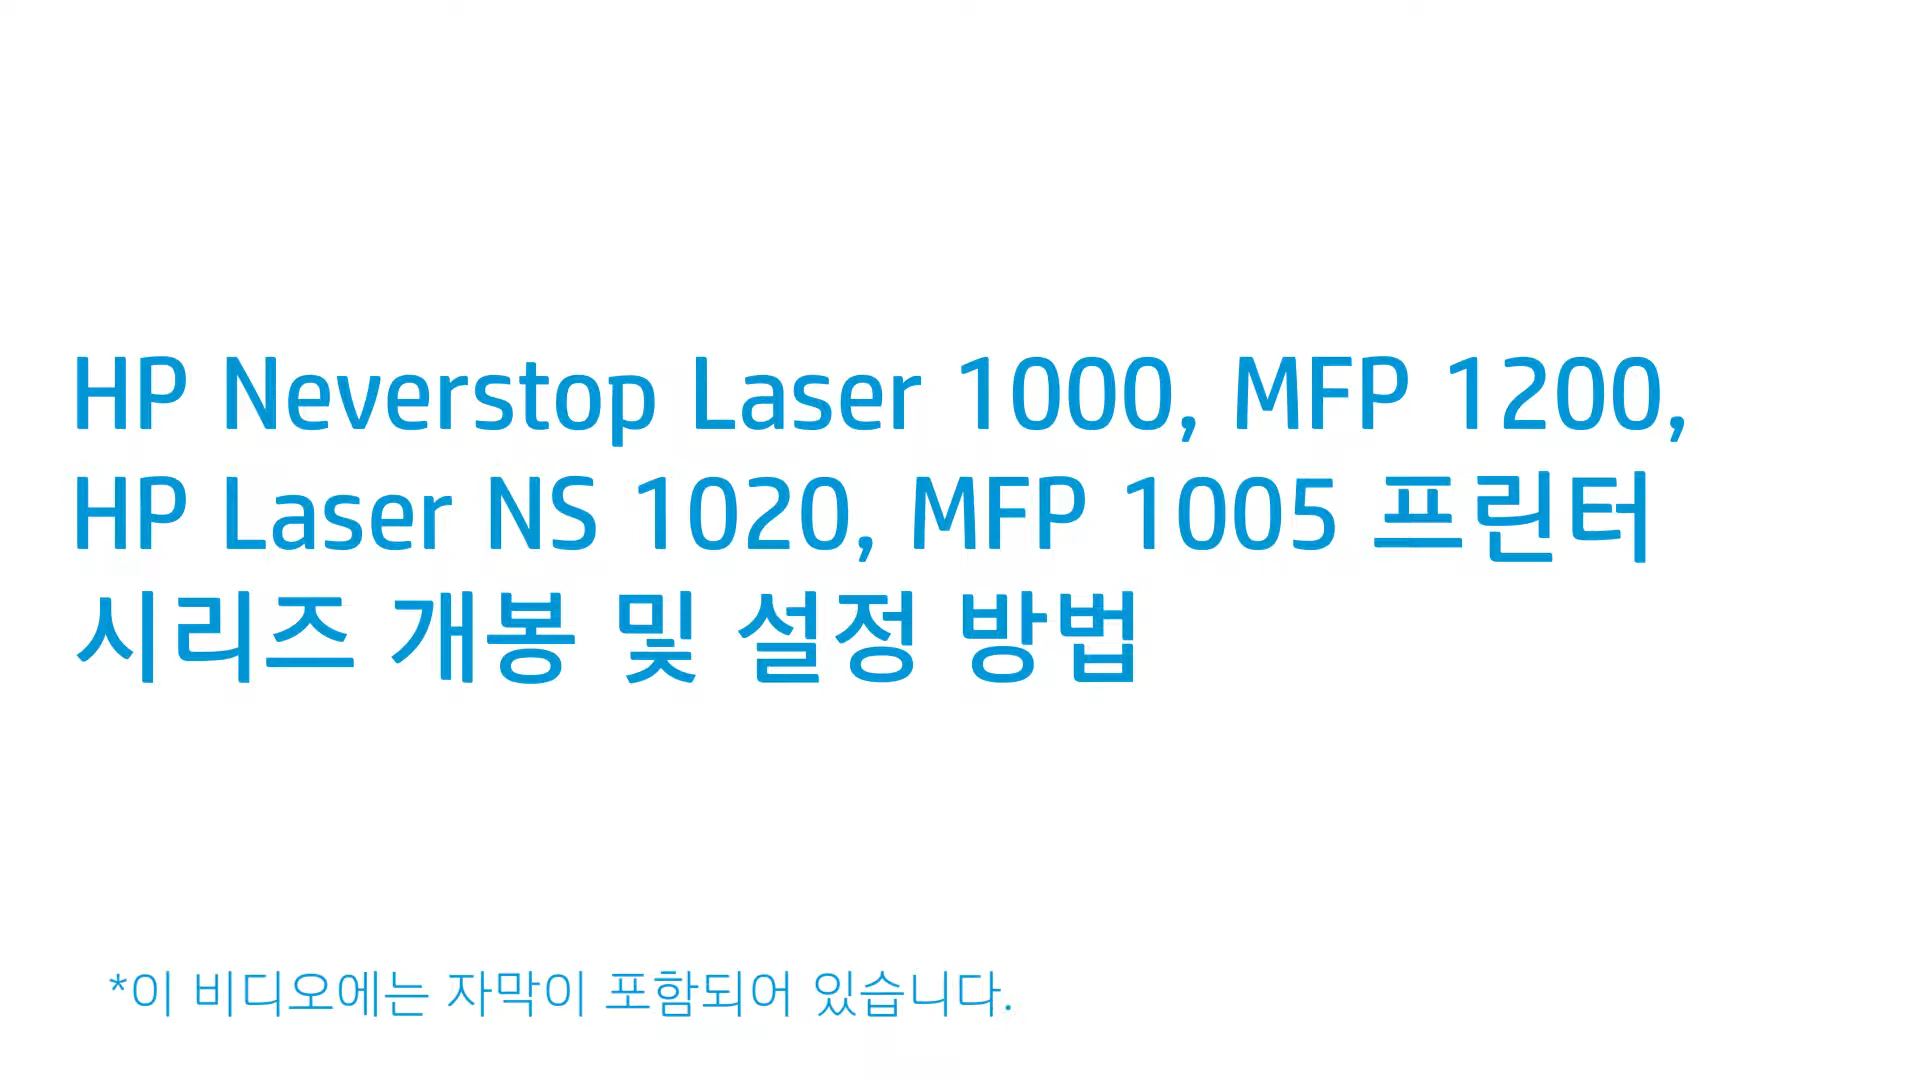 HP Neverstop Laser 1000, MFP 1200,
HP Laser NS 1020, MFP 1005 프린터
시리즈 개봉 및 설정 방법
*이 비디오에는 자막이 포함되어 있습니다.